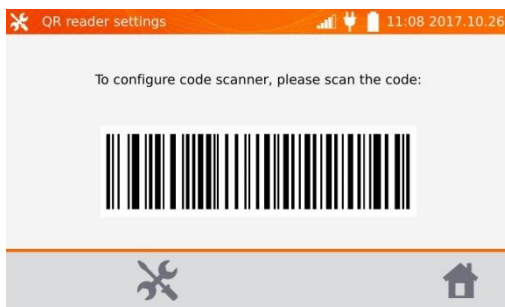 QR reader settings
11:08 2017.10.26
To configure code scanner, please scan the code: